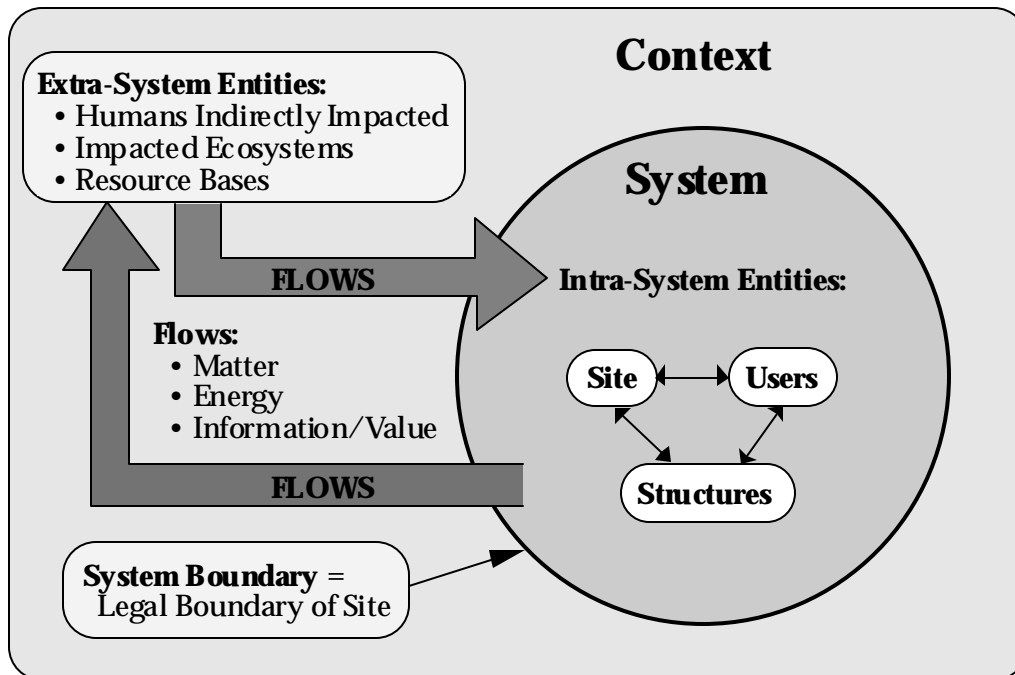 Context
Extra-System Entities:
• Humans Indirectly Impacted
• Impacted Ecosystems
• Resource Bases
System
FLOWS
Intra-System Entities:
Flows:
• Matter
• Energy
• Information/Value
Site
Users
Structures
FLOWS
System Boundary =
Legal Boundary of Site